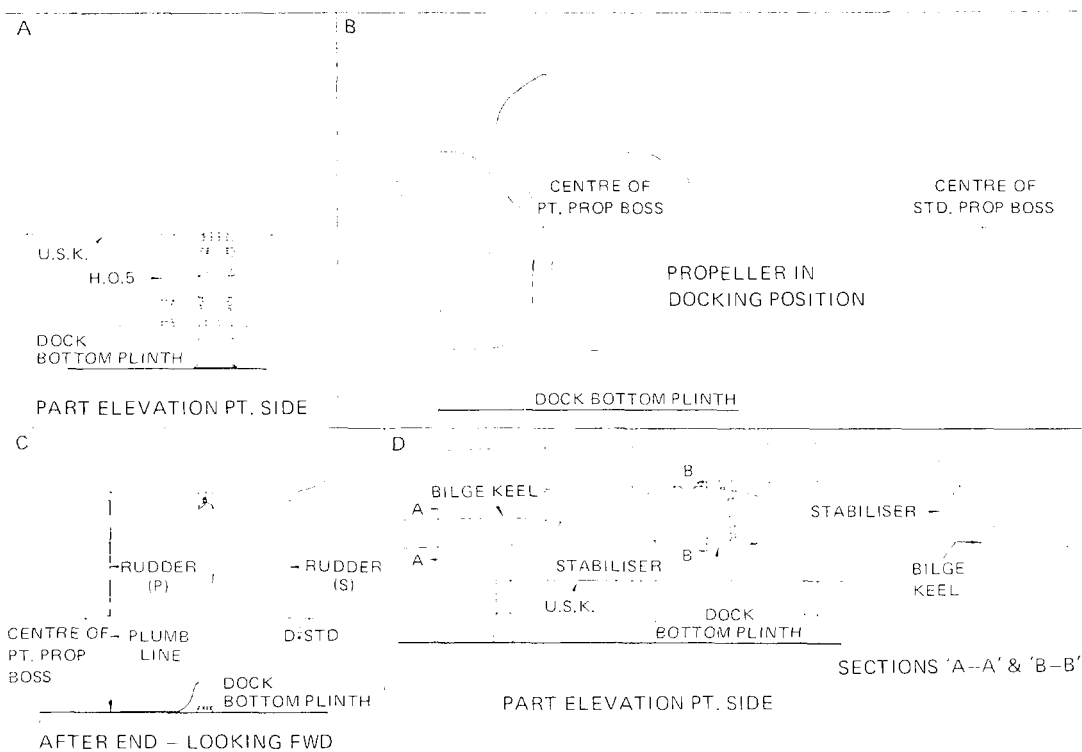 A
U.S.K.
H.O.5
DOCK
BOTTOM PLINTH
PART ELEVATION PT. SIDE
B
CENTRE OF
PT. PROP BOSS
CENTRE OF
STD. PROP BOSS
PROPELLER IN
DOCKING POSITION
DOCK BOTTOM PLINTH
C
RUDDER
(P)
RUDDER
(S)
CENTRE OF
PT. PROP
BOSS
PLUMB
LINE
D·STD
DOCK
BOTTOM PLINTH
AFTER END – LOOKING FWD
D
BILGE KEEL
A
A
B
B
STABILISER
U.S.K.
DOCK
BOTTOM PLINTH
PART ELEVATION PT. SIDE
STABILISER
BILGE
KEEL
SECTIONS 'A--A' & 'B–B'